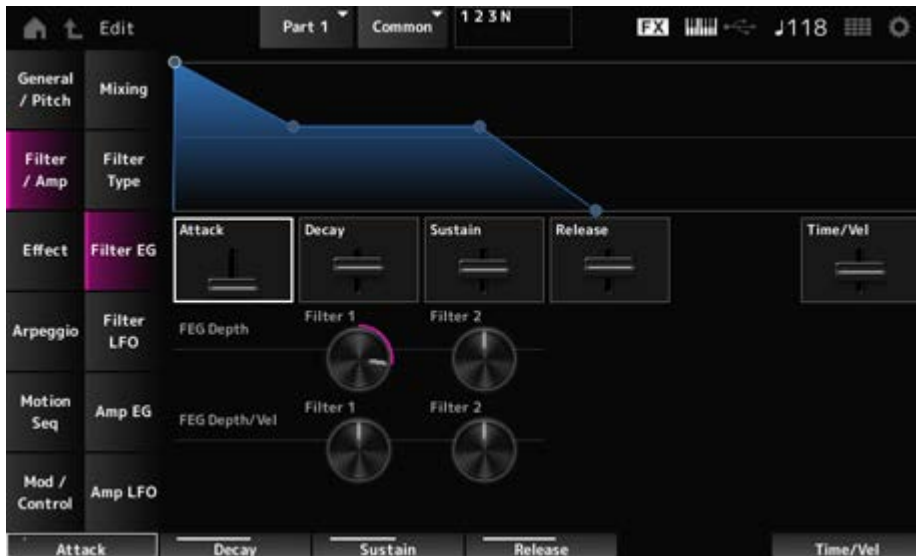 Edit
Part 1
Common
1 2 3 N
FX
♩118
General / Pitch
Mixing
Filter / Amp
Filter Type
Effect
Filter EG
Arpeggio
Filter LFO
Motion Seq
Amp EG
Mod / Control
Amp LFO
Attack
Decay
Sustain
Release
Time/Vel
FEG Depth
Filter 1
Filter 2
FEG Depth/Vel
Filter 1
Filter 2
Attack
Decay
Sustain
Release
Time/Vel